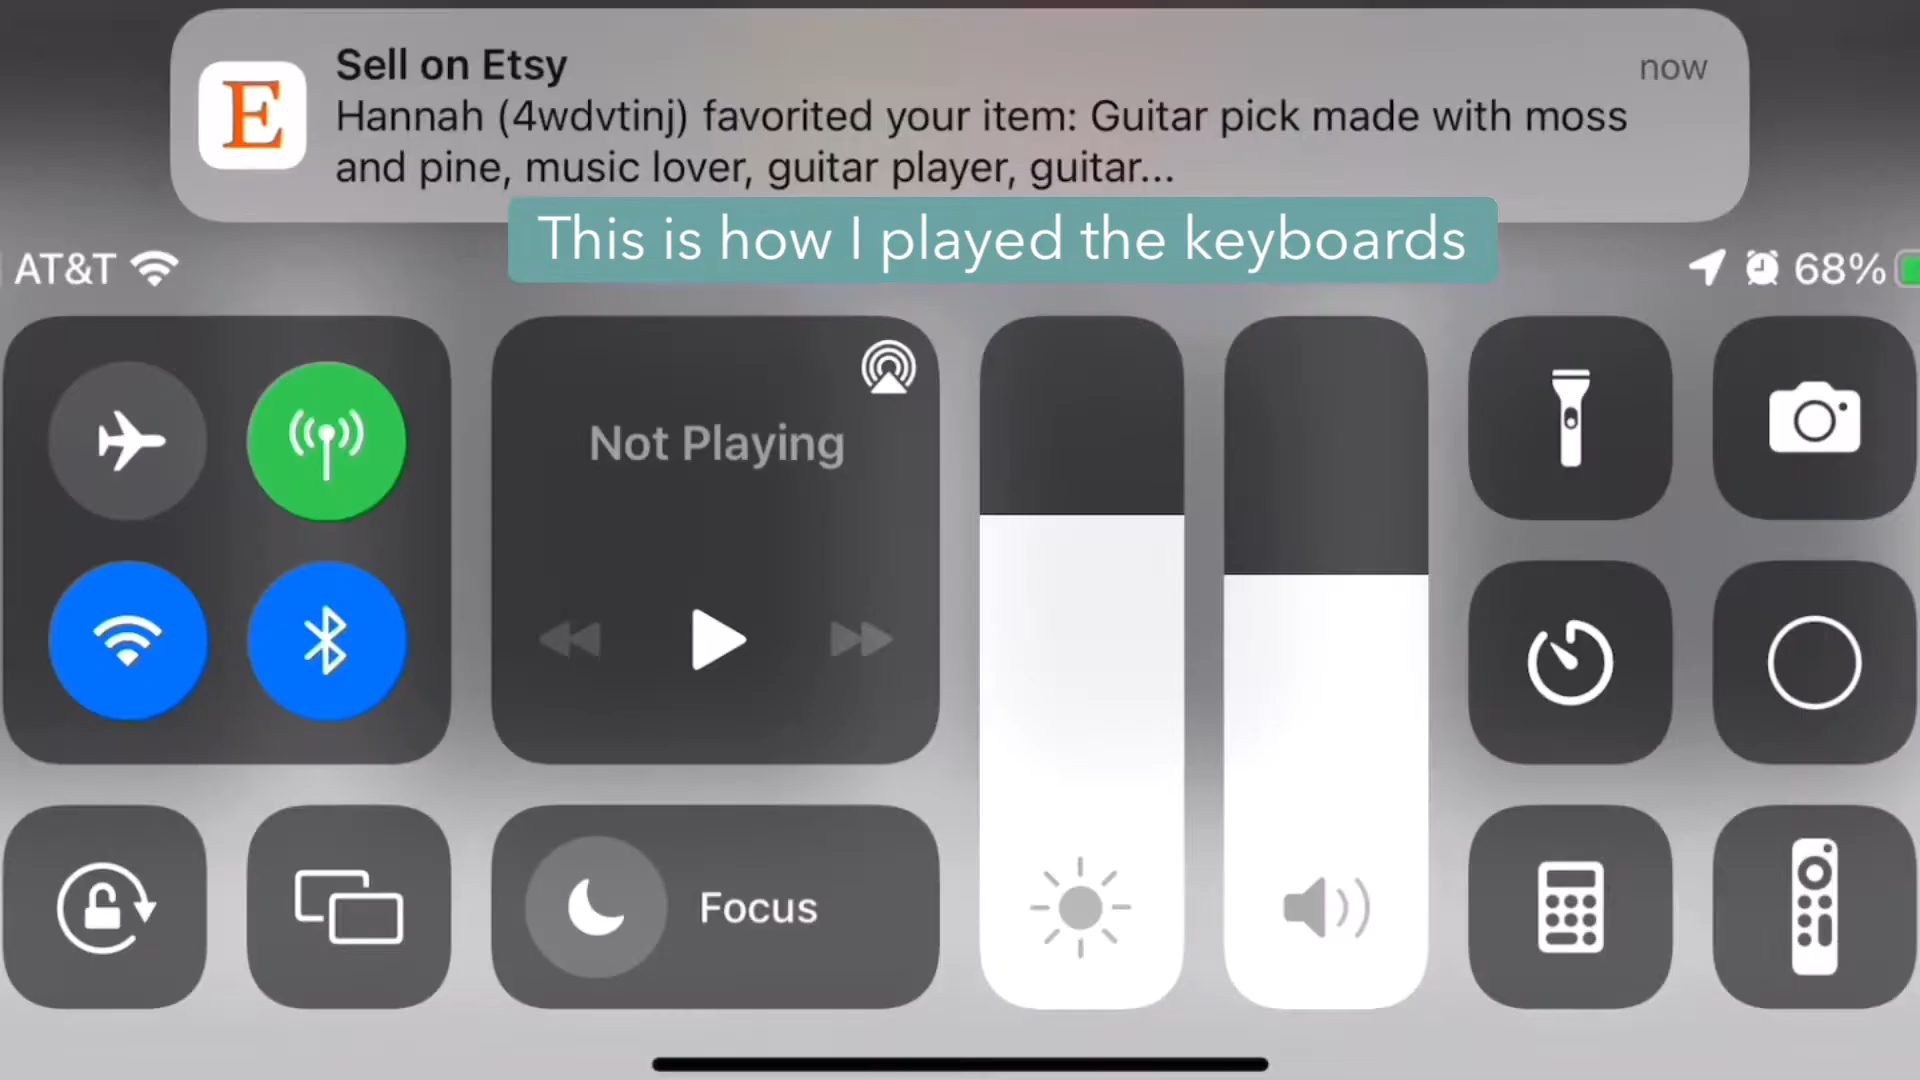 Sell on Etsy
now
E
Hannah (4wdvtinj) favorited your item: Guitar pick made with moss
and pine, music lover, guitar player, guitar...
This is how I played the keyboards
AT&T
68%
Not Playing
Focus